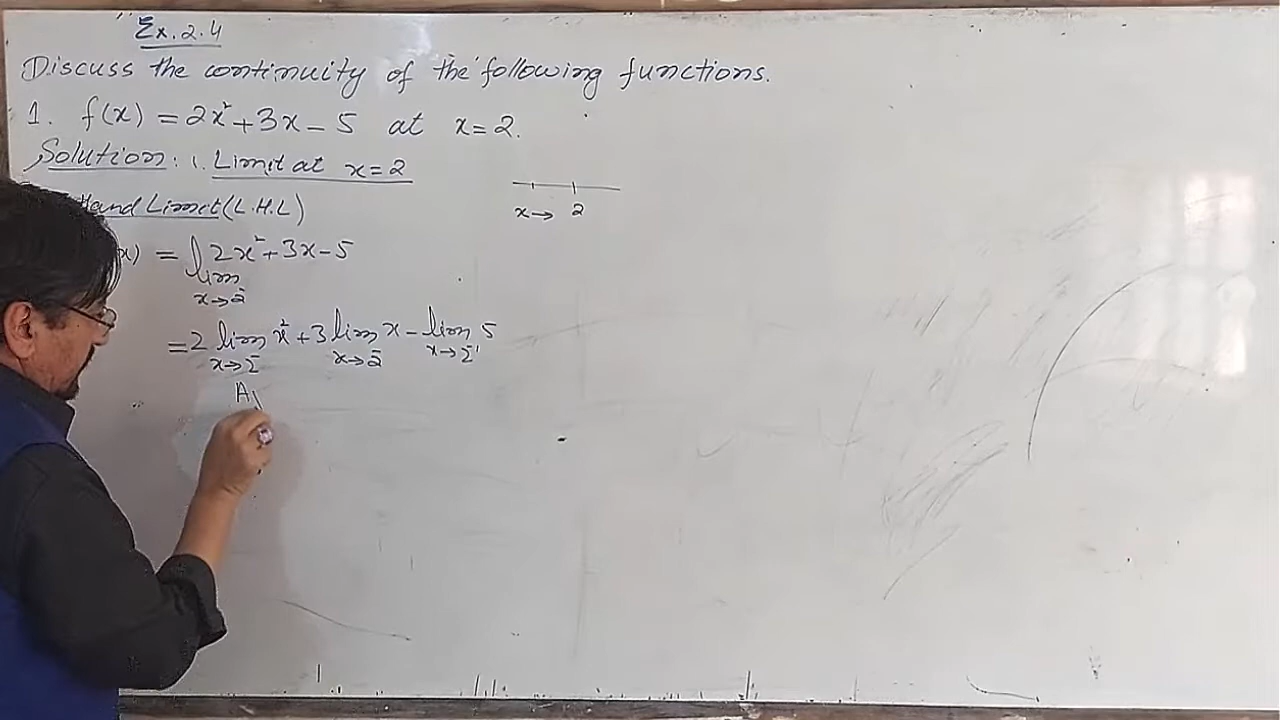 Ex. 2.4
Discuss the continuity of the following functions.
1. f(x) = 2x² + 3x - 5 at x = 2.
Solution: 1. Limit at x = 2
Hand Limit (L.H.L)
x→ 2
x) = lim 2x² + 3x - 5
x→2⁻
= 2 lim x² + 3 lim x - lim 5
x→2⁻ x→2⁻ x→2⁻
A